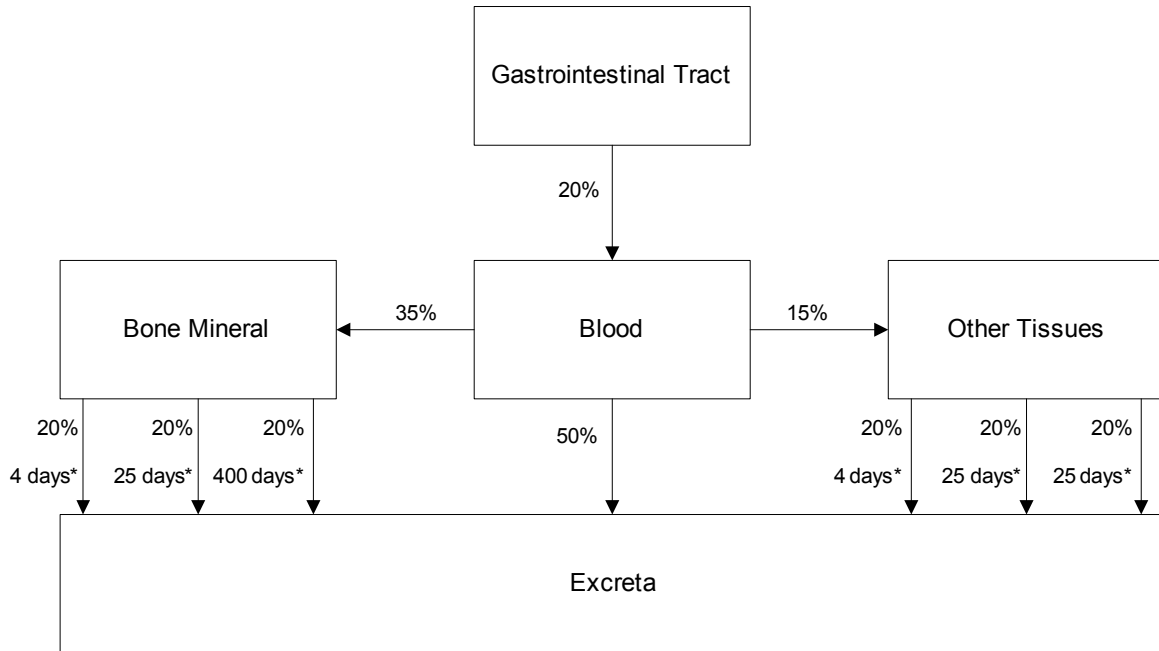 Gastrointestinal Tract
20%
Bone Mineral
35%
Blood
15%
Other Tissues
20%
20%
20%
50%
20%
20%
20%
4 days*
25 days*
400 days*
4 days*
25 days*
25 days*
Excreta